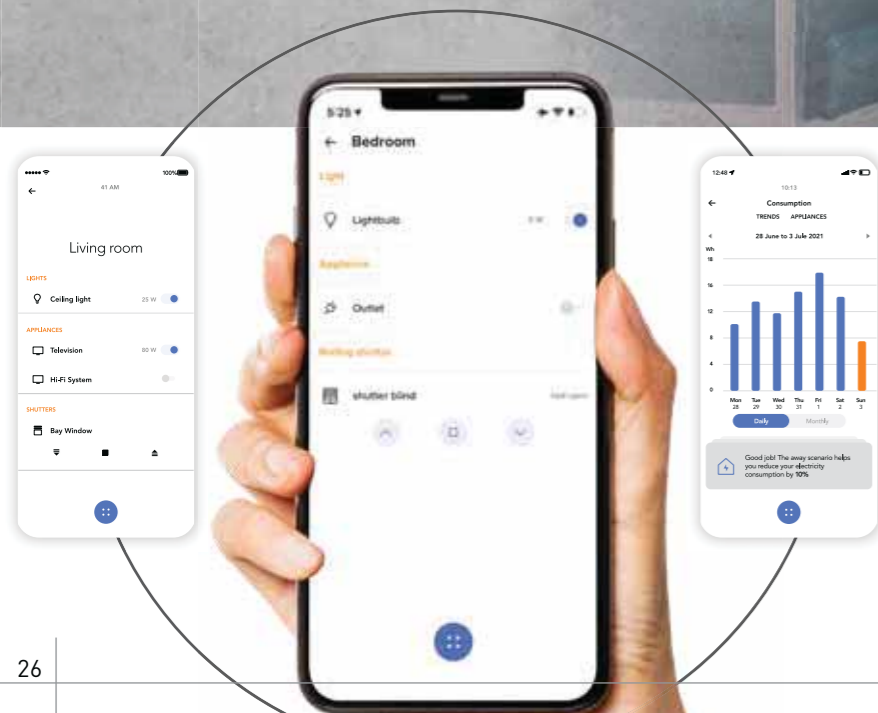 100%
41 AM
Living room
LIGHTS
Ceiling light 25 W
APPLIANCES
Television 80 W
Hi-Fi System
SHUTTERS
Bay Window
5:25
Bedroom
Light
Lightbulb 0 W
Appliance
Outlet
Rolling shutter
shutter blind
12:48
10:13
Consumption
TRENDS APPLIANCES
< 28 June to 3 Jule 2021 >
Wh
18
16
12
8
4
0
Mon Tue Wed Thu Fri Sat Sun
28 29 30 31 1 2 3
Daily Monthly
Good job! The away scenario helps
you reduce your electricity
consumption by 10%
26